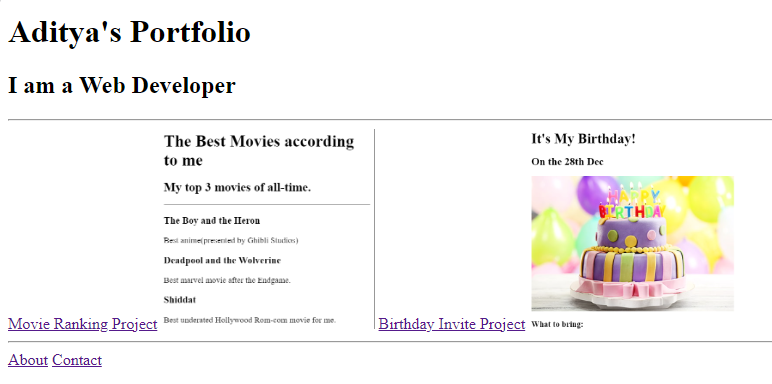 Aditya's Portfolio
I am a Web Developer
Movie Ranking Project
The Best Movies according
to me
My top 3 movies of all-time.
The Boy and the Heron
Best anime(presented by Ghibli Studios)
Deadpool and the Wolverine
Best marvel movie after the Endgame.
Shiddat
Best underated Hollywood Rom-com movie for me.
Birthday Invite Project
It's My Birthday!
On the 28th Dec
HAPPY
BIRTHDAY
What to bring:
About Contact